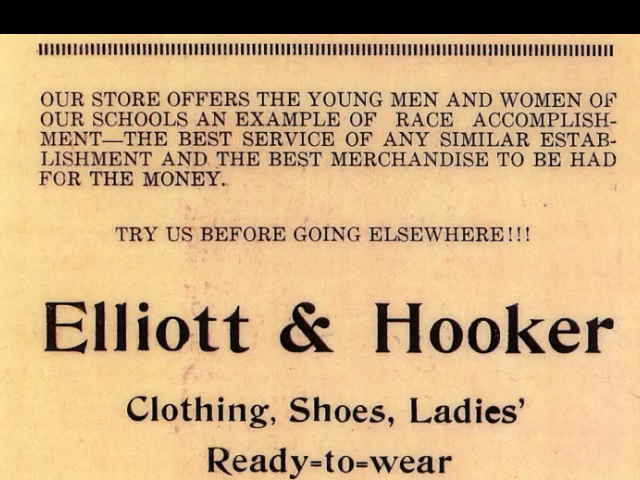 OUR STORE OFFERS THE YOUNG MEN AND WOMEN OF
OUR SCHOOLS AN EXAMPLE OF RACE ACCOMPLISH-
MENT—THE BEST SERVICE OF ANY SIMILAR ESTAB-
LISHMENT AND THE BEST MERCHANDISE TO BE HAD
FOR THE MONEY.
TRY US BEFORE GOING ELSEWHERE!!!
Elliott & Hooker
Clothing, Shoes, Ladies'
Ready=to=wear